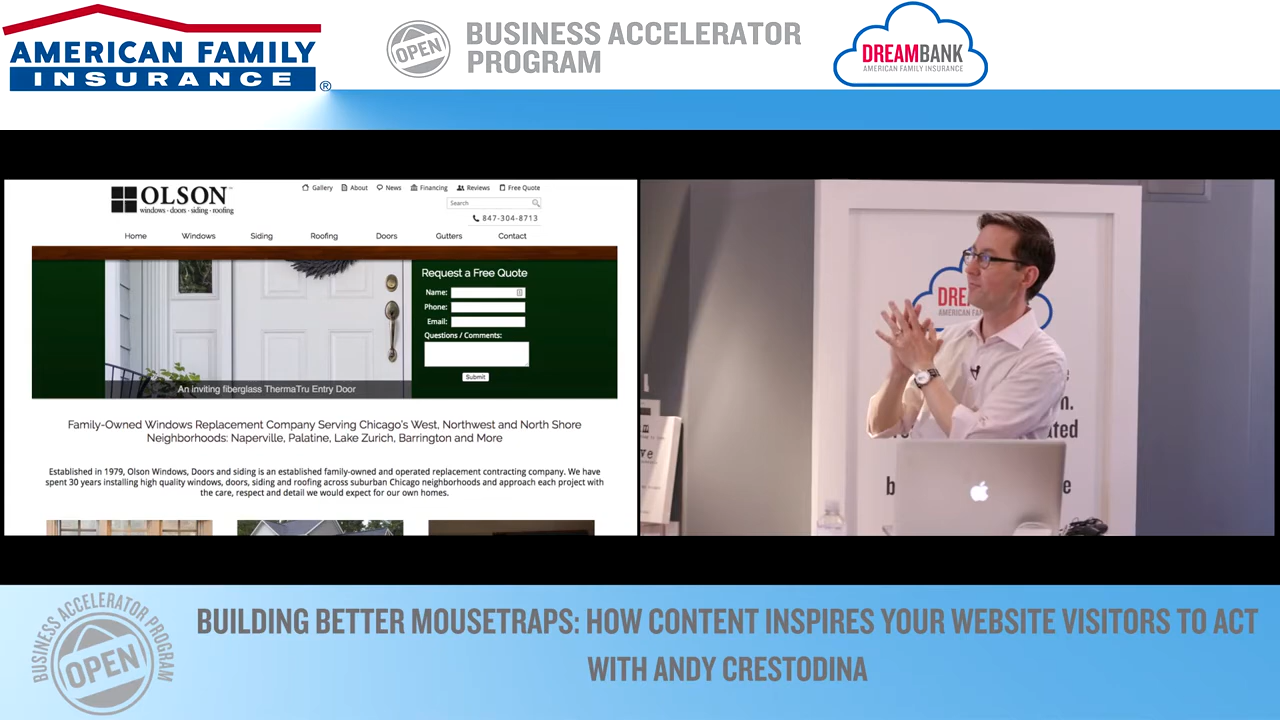 AMERICAN FAMILY
INSURANCE ®
OPEN
BUSINESS ACCELERATOR
PROGRAM
DREAMBANK
AMERICAN FAMILY INSURANCE
OLSON™
windows · doors · siding · roofing
Gallery About News Financing Reviews Free Quote
Search
847-304-8713
Home Windows Siding Roofing Doors Gutters Contact
Request a Free Quote
Name:
Phone:
Email:
Questions / Comments:
Submit
An inviting fiberglass ThermaTru Entry Door
Family-Owned Windows Replacement Company Serving Chicago's West, Northwest and North Shore
Neighborhoods: Naperville, Palatine, Lake Zurich, Barrington and More
Established in 1979, Olson Windows, Doors and siding is an established family-owned and operated replacement contracting company. We have
spent 30 years installing high quality windows, doors, siding and roofing across suburban Chicago neighborhoods and approach each project with
the care, respect and detail we would expect for our own homes.
DRE
AMERICAN FA
BUSINESS ACCELERATOR PROGRAM
OPEN
BUILDING BETTER MOUSETRAPS: HOW CONTENT INSPIRES YOUR WEBSITE VISITORS TO ACT
WITH ANDY CRESTODINA